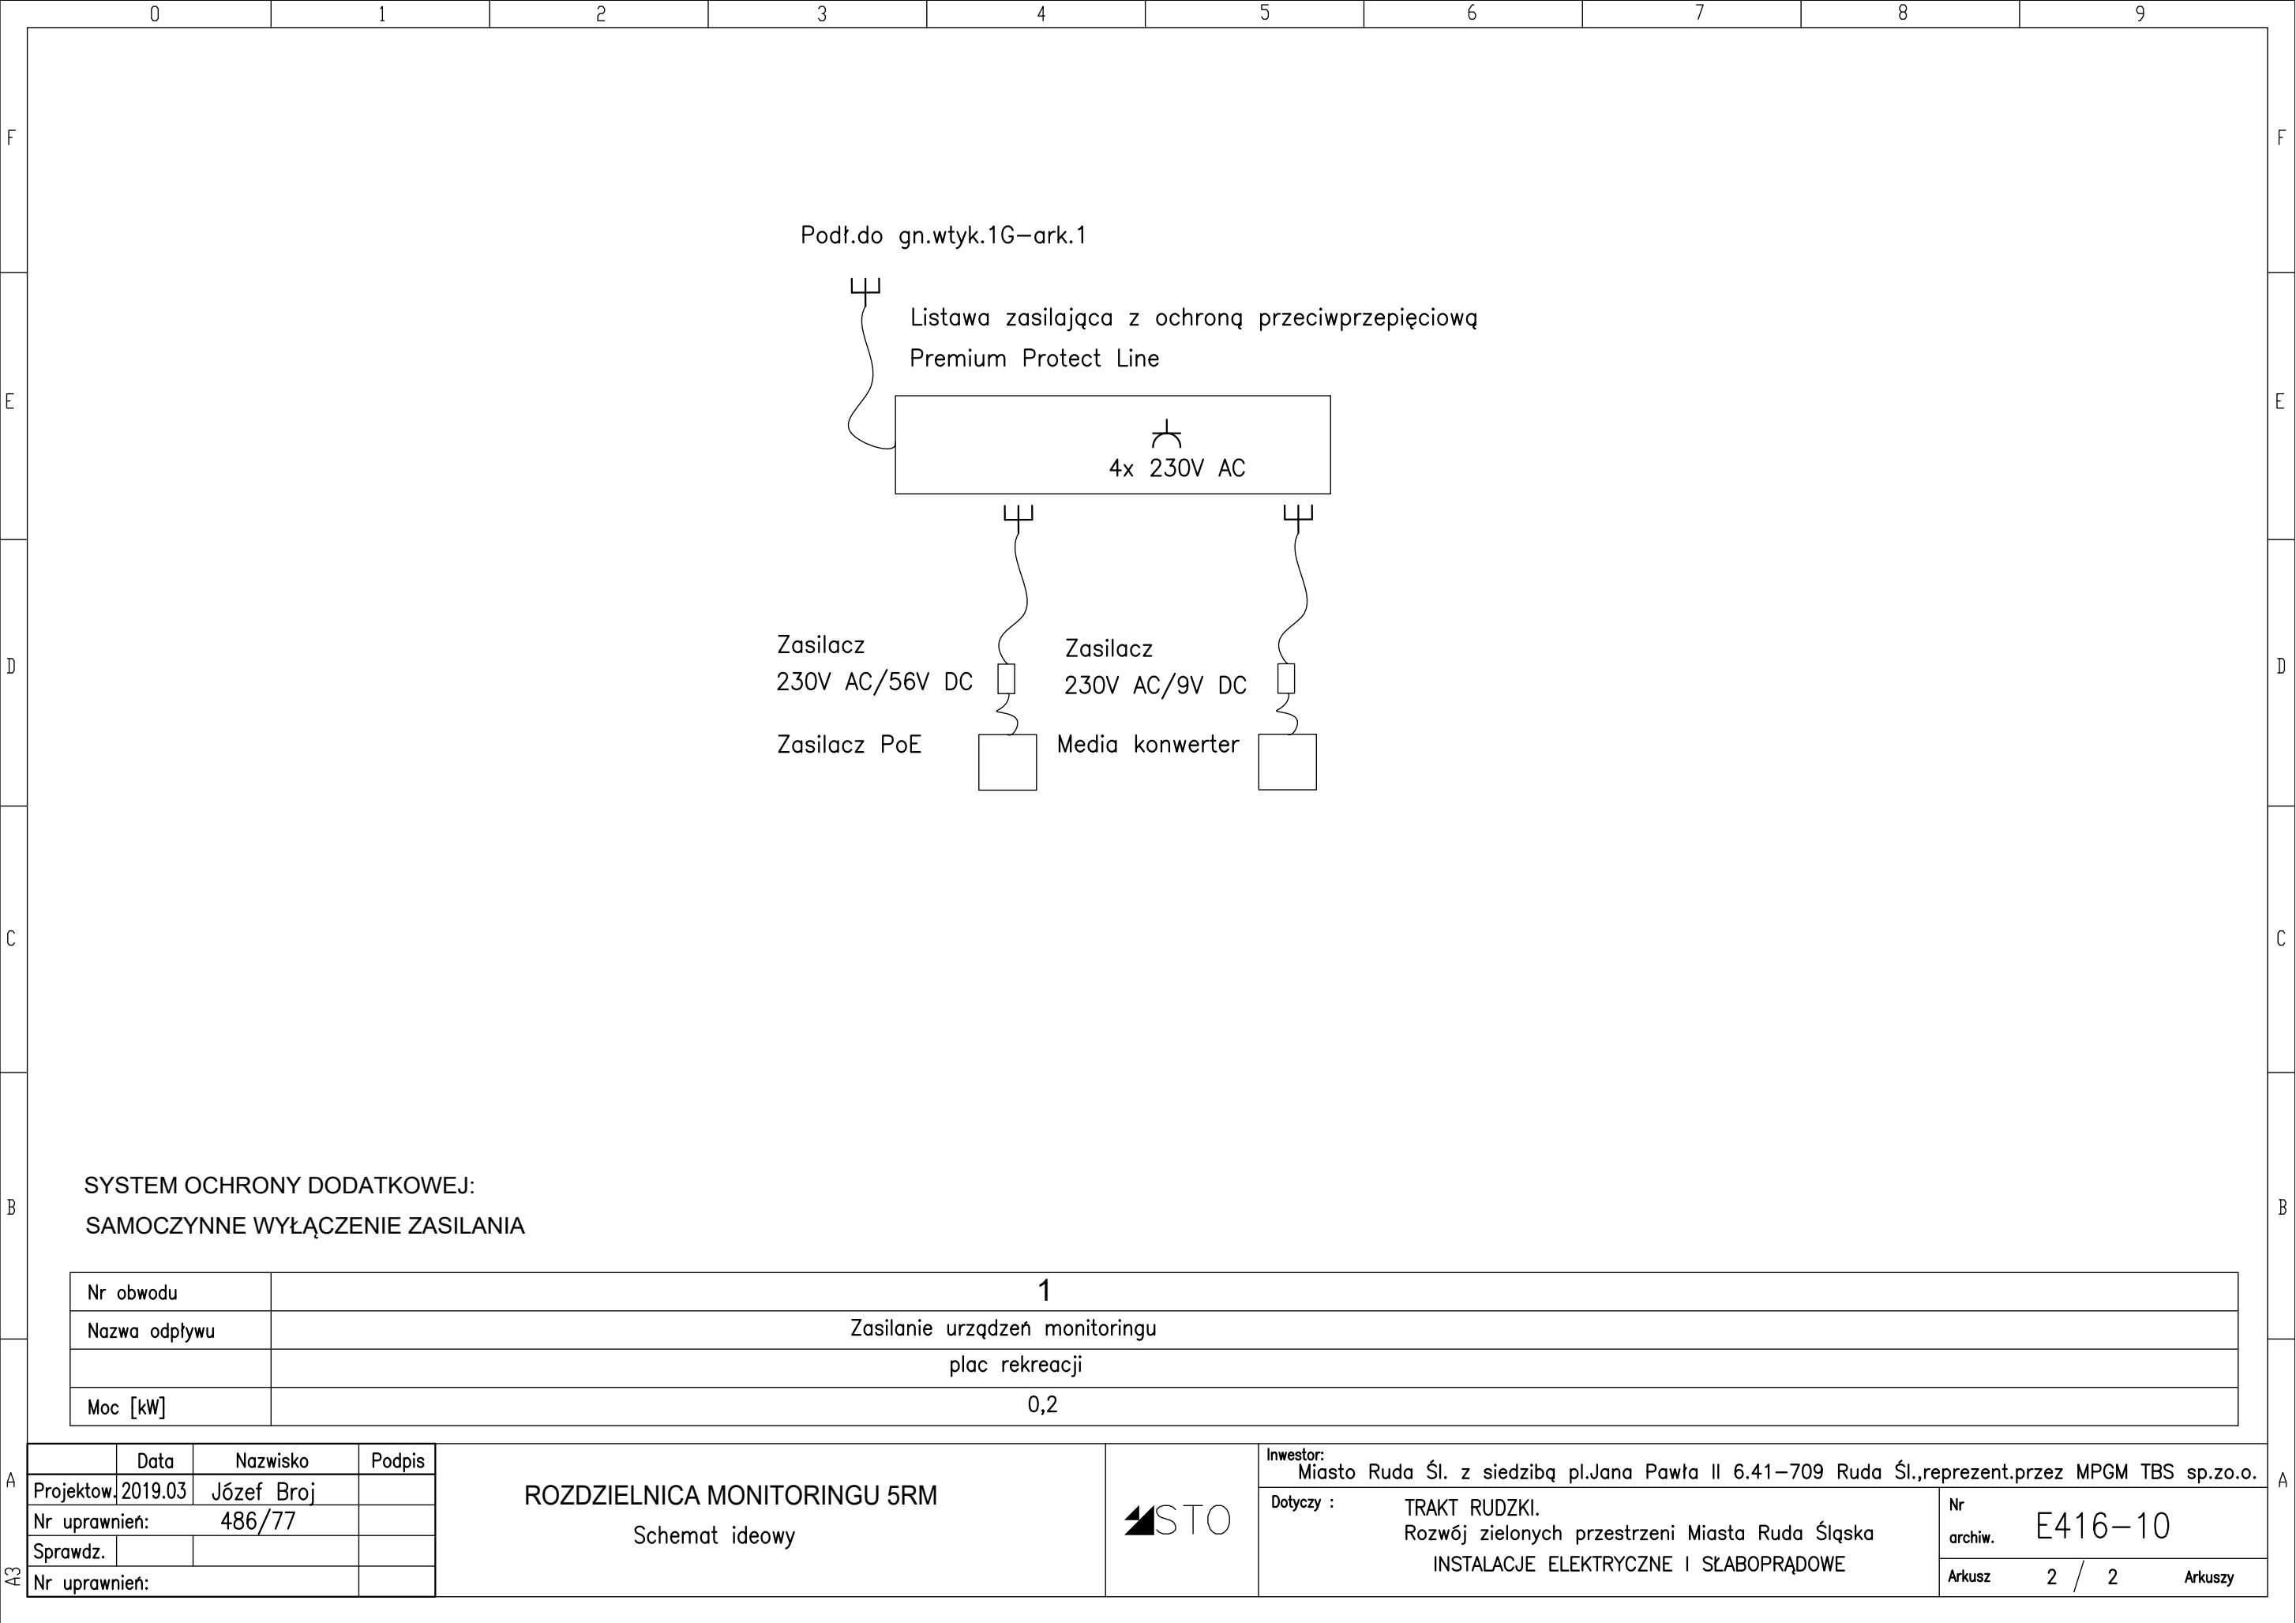 0 1 2 3 4 5 6 7 8 9
F F
Podł.do gn.wtyk.1G-ark.1
Listawa zasilająca z ochroną przeciwprzepięciową
Premium Protect Line
E E
4x 230V AC
Zasilacz
230V AC/56V DC
Zasilacz
230V AC/9V DC
D D
Zasilacz PoE
Media konwerter
C C
SYSTEM OCHRONY DODATKOWEJ:
B B
SAMOCZYNNE WYŁĄCZENIE ZASILANIA
Nr obwodu 1
Nazwa odpływu Zasilanie urządzeń monitoringu
plac rekreacji
Moc [kW] 0,2
A A
Data Nazwisko Podpis
Projektow. 2019.03 Józef Broj
Nr uprawnień: 486/77
Sprawdz.
Nr uprawnień:
A3
ROZDZIELNICA MONITORINGU 5RM
Schemat ideowy
STO
Inwestor:
Miasto Ruda Śl. z siedzibą pl.Jana Pawła II 6.41-709 Ruda Śl.,reprezent.przez MPGM TBS sp.zo.o.
Dotyczy :
TRAKT RUDZKI.
Rozwój zielonych przestrzeni Miasta Ruda Śląska
INSTALACJE ELEKTRYCZNE I SŁABOPRĄDOWE
Nr
archiw.
E416-10
Arkusz 2 / 2 Arkuszy